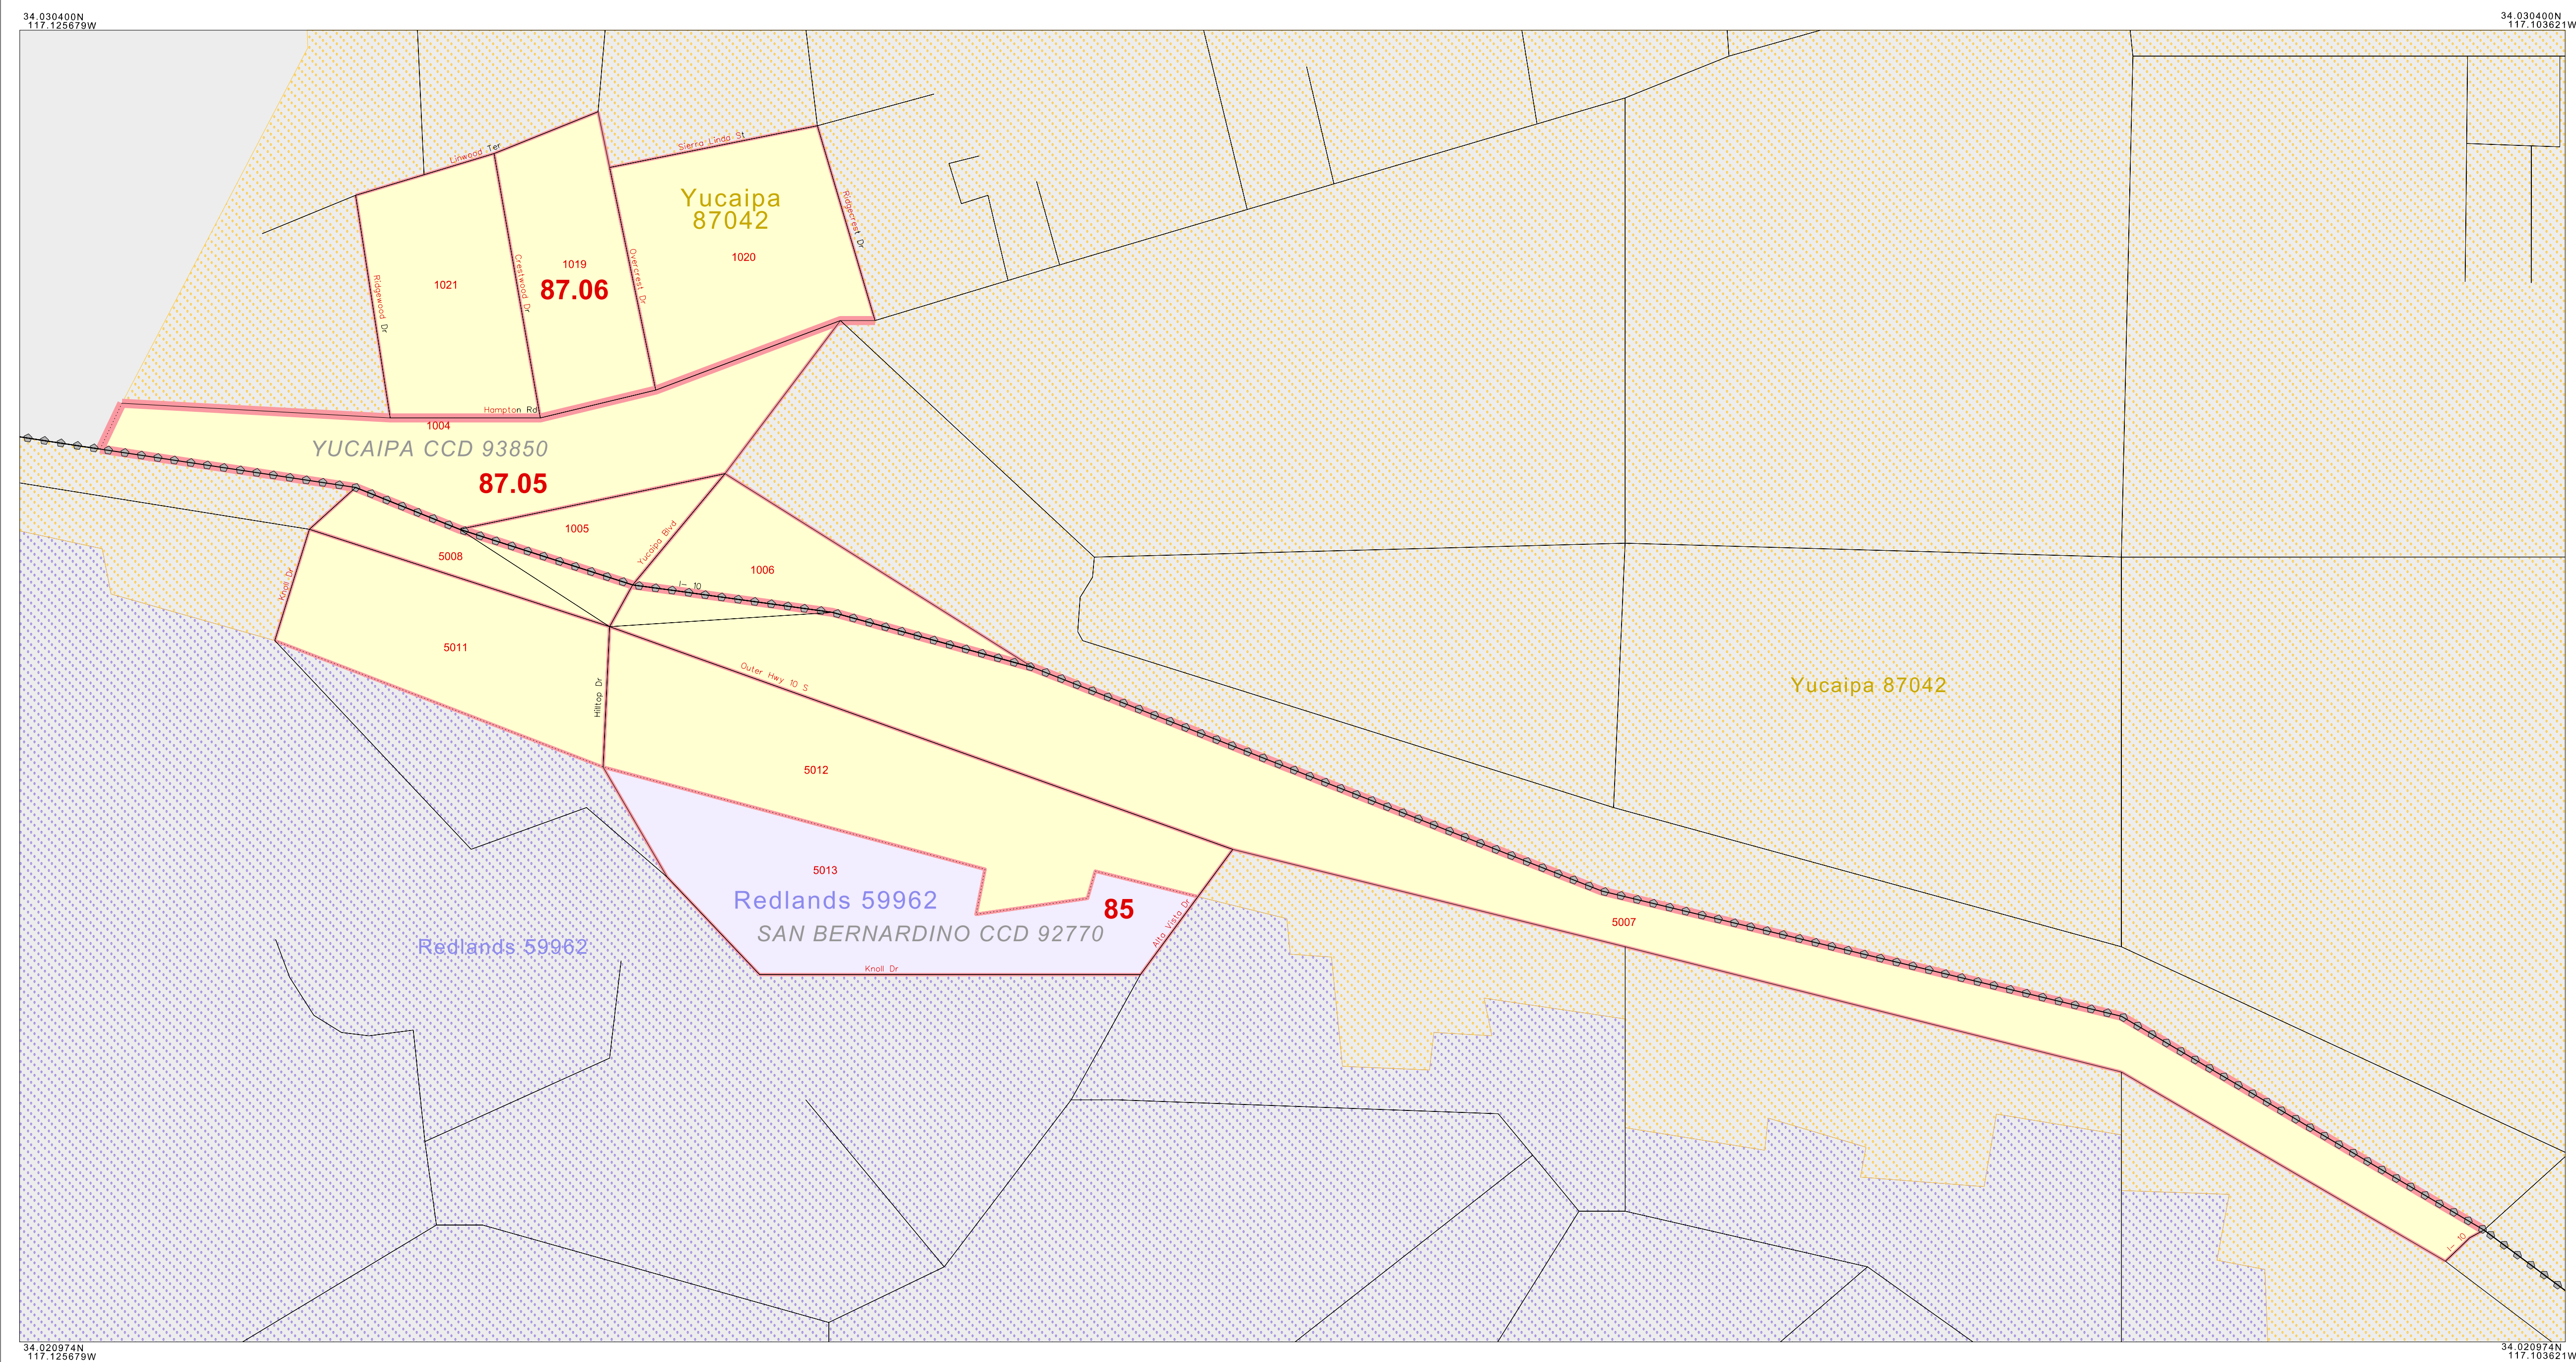 34.030400N
117.125679W
34.030400N
117.103621W
Linwood Ter
Sierra Linda St
Yucaipa
87042
Ridgecrest Dr
1020
1019
87.06
Overcrest Dr
Crestwood Dr
1021
Ridgewood Dr
Hampton Rd
1004
YUCAIPA CCD 93850
87.05
1005
Yucaipa Blvd
5008
1006
I- 10
Knoll Dr
5011
Outer Hwy 10 S
Hilltop Dr
Yucaipa 87042
5012
5013
Redlands 59962
85
SAN BERNARDINO CCD 92770
Alta Vista Dr
5007
Redlands 59962
Knoll Dr
I- 10
34.020974N
117.125679W
34.020974N
117.103621W